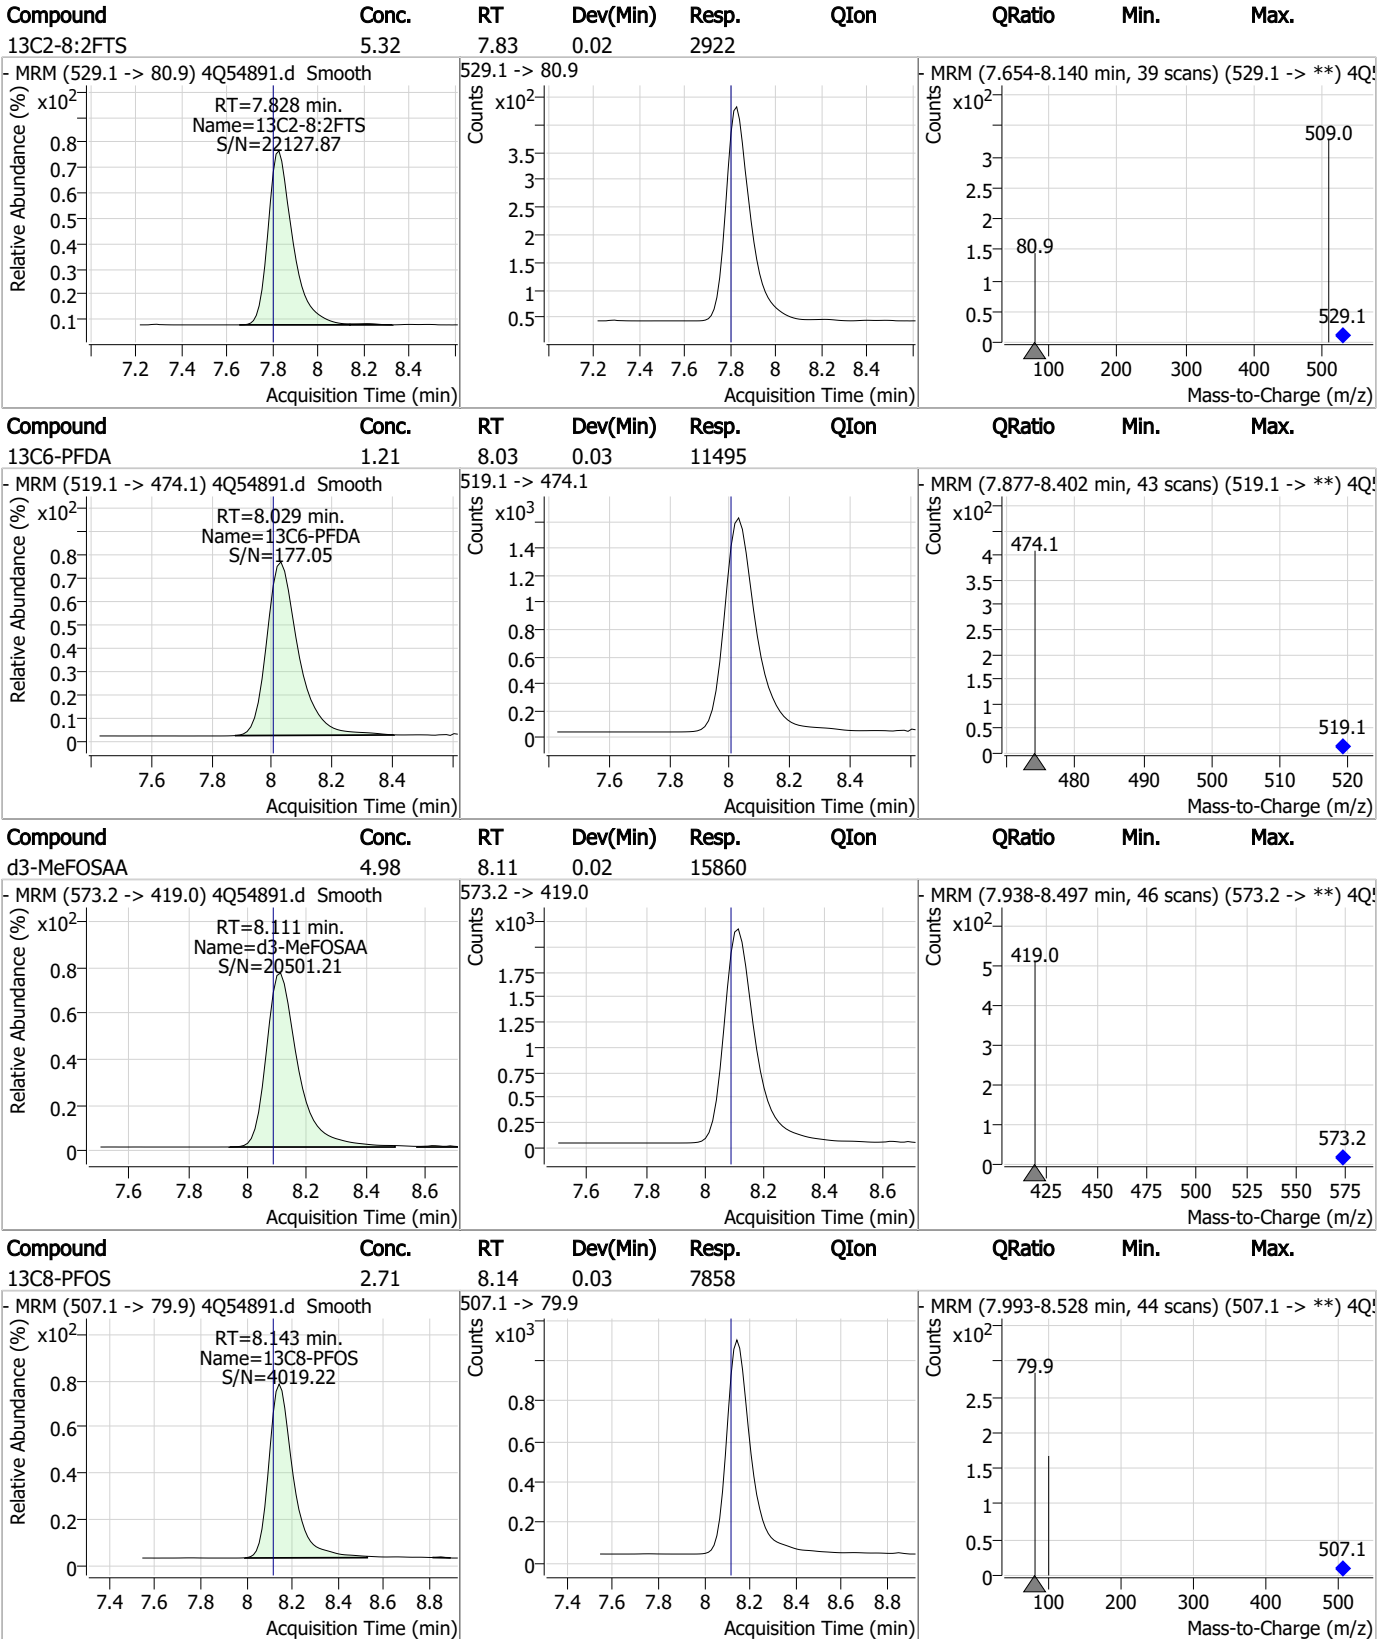 Compound Conc. RT Dev(Min) Resp. QIon QRatio Min. Max.
13C2-8:2FTS 5.32 7.83 0.02 2922
- MRM (529.1 -> 80.9) 4Q54891.d Smooth
Relative Abundance (%)
x10²
RT=7.828 min.
Name=13C2-8:2FTS
S/N=22127.87
0.8
0.7
0.6
0.5
0.4
0.3
0.2
0.1
7.2 7.4 7.6 7.8 8 8.2 8.4
Acquisition Time (min)
529.1 -> 80.9
Counts
x10²
3.5
3
2.5
2
1.5
1
0.5
7.2 7.4 7.6 7.8 8 8.2 8.4
Acquisition Time (min)
- MRM (7.654-8.140 min, 39 scans) (529.1 -> **) 4Q5
Counts
x10²
509.0
3
2.5
2
80.9
1.5
1
0.5
529.1
0
100 200 300 400 500
Mass-to-Charge (m/z)
Compound Conc. RT Dev(Min) Resp. QIon QRatio Min. Max.
13C6-PFDA 1.21 8.03 0.03 11495
- MRM (519.1 -> 474.1) 4Q54891.d Smooth
Relative Abundance (%)
x10²
RT=8.029 min.
Name=13C6-PFDA
S/N=177.05
0.8
0.7
0.6
0.5
0.4
0.3
0.2
0.1
0
7.6 7.8 8 8.2 8.4
Acquisition Time (min)
519.1 -> 474.1
Counts
x10³
1.4
1.2
1
0.8
0.6
0.4
0.2
0
7.6 7.8 8 8.2 8.4
Acquisition Time (min)
- MRM (7.877-8.402 min, 43 scans) (519.1 -> **) 4Q5
Counts
x10²
474.1
4
3.5
3
2.5
2
1.5
1
0.5
519.1
0
480 490 500 510 520
Mass-to-Charge (m/z)
Compound Conc. RT Dev(Min) Resp. QIon QRatio Min. Max.
d3-MeFOSAA 4.98 8.11 0.02 15860
- MRM (573.2 -> 419.0) 4Q54891.d Smooth
Relative Abundance (%)
x10²
RT=8.111 min.
Name=d3-MeFOSAA
S/N=20501.21
0.8
0.6
0.4
0.2
0
7.6 7.8 8 8.2 8.4 8.6
Acquisition Time (min)
573.2 -> 419.0
Counts
x10³
1.75
1.5
1.25
1
0.75
0.5
0.25
0
7.6 7.8 8 8.2 8.4 8.6
Acquisition Time (min)
- MRM (7.938-8.497 min, 46 scans) (573.2 -> **) 4Q5
Counts
x10²
419.0
5
4
3
2
1
573.2
0
425 450 475 500 525 550 575
Mass-to-Charge (m/z)
Compound Conc. RT Dev(Min) Resp. QIon QRatio Min. Max.
13C8-PFOS 2.71 8.14 0.03 7858
- MRM (507.1 -> 79.9) 4Q54891.d Smooth
Relative Abundance (%)
x10²
RT=8.143 min.
Name=13C8-PFOS
S/N=4019.22
0.8
0.6
0.4
0.2
0
7.4 7.6 7.8 8 8.2 8.4 8.6 8.8
Acquisition Time (min)
507.1 -> 79.9
Counts
x10³
0.8
0.6
0.4
0.2
0
7.4 7.6 7.8 8 8.2 8.4 8.6 8.8
Acquisition Time (min)
- MRM (7.993-8.528 min, 44 scans) (507.1 -> **) 4Q5
Counts
x10²
79.9
2.5
2
1.5
1
0.5
507.1
0
100 200 300 400 500
Mass-to-Charge (m/z)